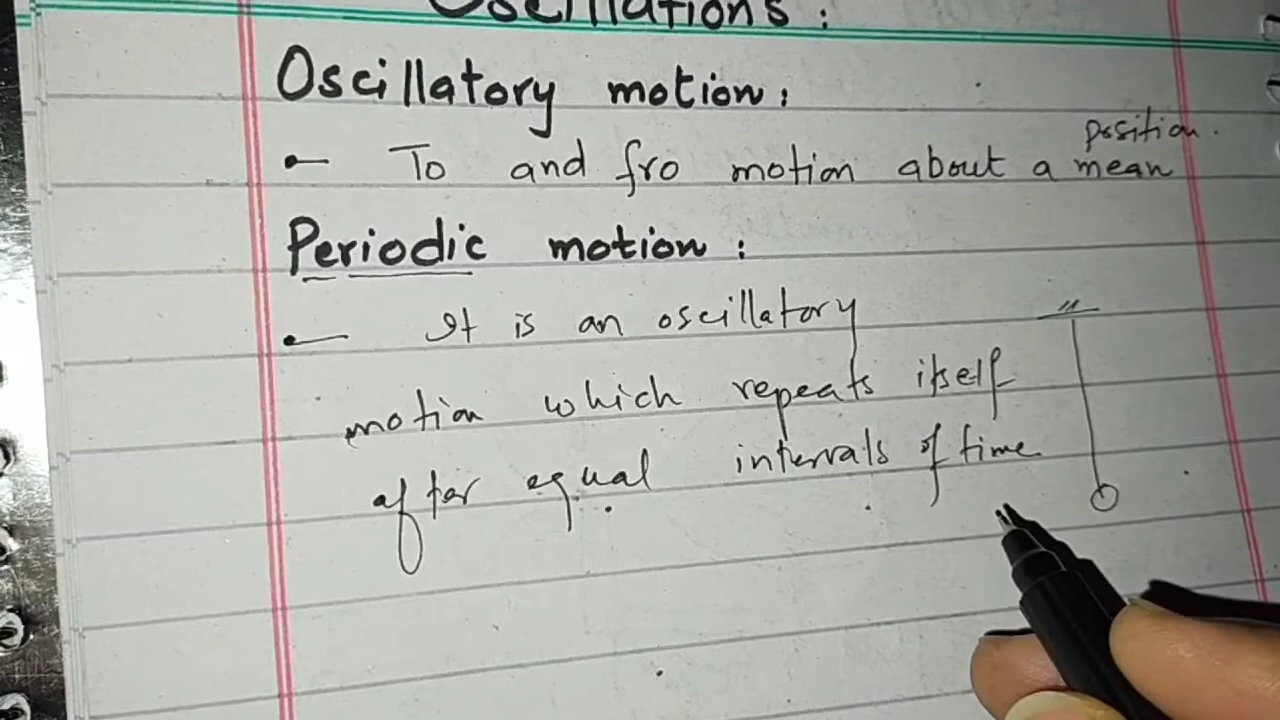 Oscillations:
Oscillatory motion:
To and fro motion about a mean position.
Periodic motion:
It is an oscillatory
motion which repeats itself
after equal intervals of time